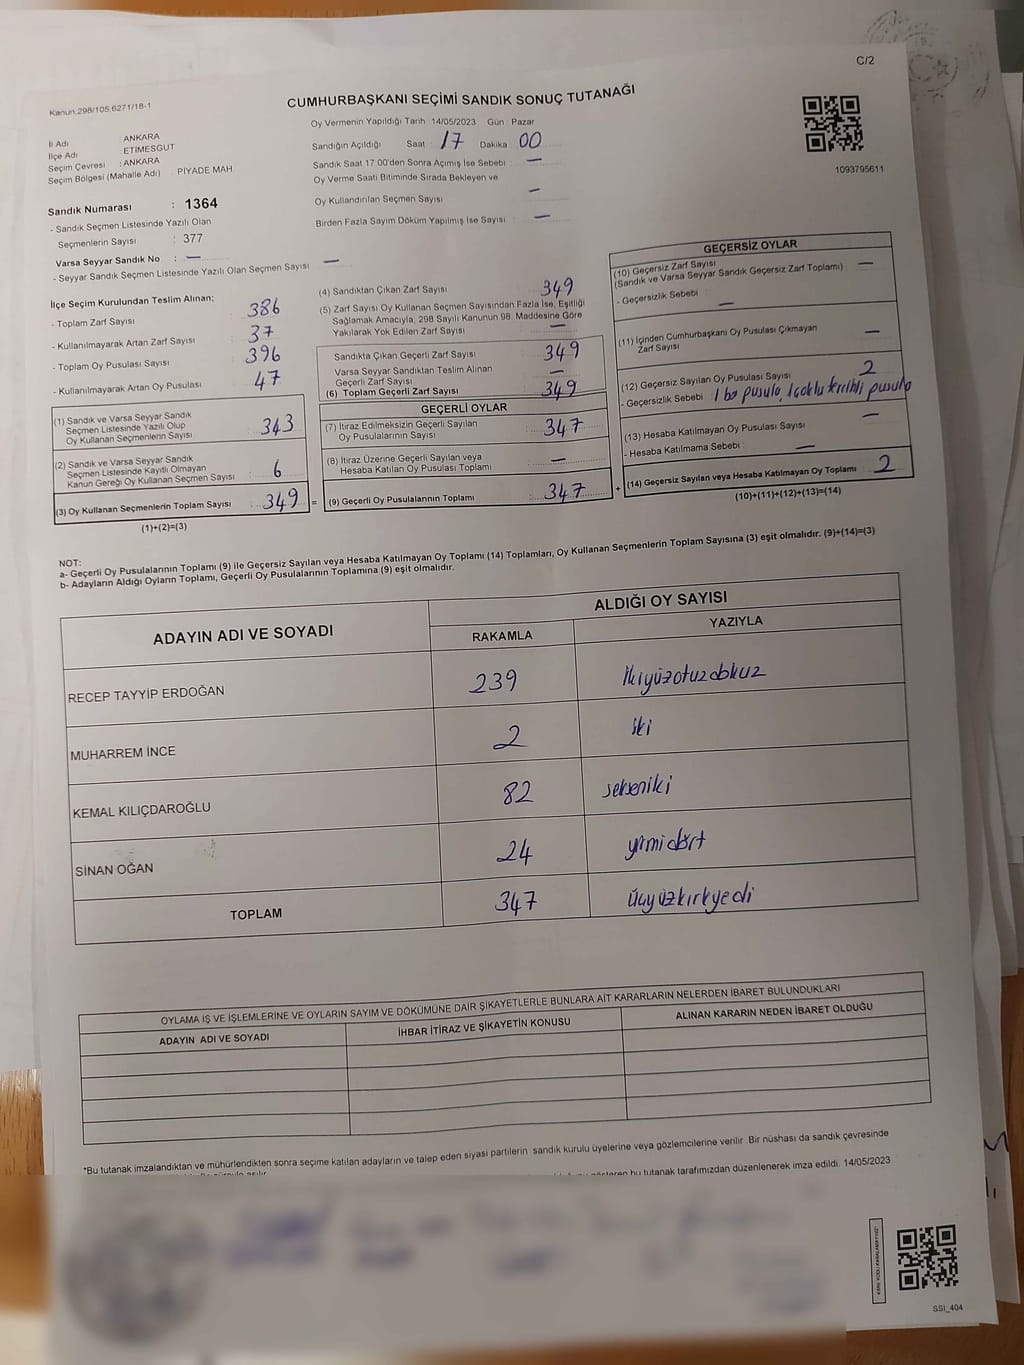 C/2
Kanun:298/105;6271/18-1
CUMHURBAŞKANI SEÇİMİ SANDIK SONUÇ TUTANAĞI
1093795611
İl Adı : ANKARA
İlçe Adı : ETİMESGUT
Seçim Çevresi : ANKARA
Seçim Bölgesi (Mahalle Adı) PİYADE MAH
Oy Vermenin Yapıldığı Tarih 14/05/2023 Gün : Pazar
Sandığın Açıldığı Saat : 17 Dakika : 00
Sandık Saat 17:00'den Sonra Açımış İse Sebebi : —
Oy Verme Saati Bitiminde Sırada Bekleyen ve
Oy Kullandırılan Seçmen Sayısı —
Birden Fazla Sayım Döküm Yapılmış İse Sayısı : —
Sandık Numarası : 1364
- Sandık Seçmen Listesinde Yazılı Olan
Seçmenlerin Sayısı : 377
Varsa Seyyar Sandık No : —
- Seyyar Sandık Seçmen Listesinde Yazılı Olan Seçmen Sayısı —
İlçe Seçim Kurulundan Teslim Alınan;
- Toplam Zarf Sayısı 386
- Kullanılmayarak Artan Zarf Sayısı 37
- Toplam Oy Pusulası Sayısı 396
- Kullanılmayarak Artan Oy Pusulası 47
(1) Sandık ve Varsa Seyyar Sandık
Seçmen Listesinde Yazılı Olup
Oy Kullanan Seçmenlerin Sayısı : 343
(2) Sandık ve Varsa Seyyar Sandık
Seçmen Listesinde Kayıtlı Olmayan
Kanun Gereği Oy Kullanan Seçmen Sayısı : 6
(3) Oy Kullanan Seçmenlerin Toplam Sayısı : 349 =
(1)+(2)=(3)
(4) Sandıktan Çıkan Zarf Sayısı 349
(5) Zarf Sayısı Oy Kullanan Seçmen Sayısından Fazla İse, Eşitliği
Sağlamak Amacıyla; 298 Sayılı Kanunun 98. Maddesine Göre
Yakılarak Yok Edilen Zarf Sayısı —
Sandıkta Çıkan Geçerli Zarf Sayısı 349
Varsa Seyyar Sandıktan Teslim Alınan
Geçerli Zarf Sayısı —
(6) Toplam Geçerli Zarf Sayısı 349
GEÇERLİ OYLAR
(7) İtiraz Edilmeksizin Geçerli Sayılan
Oy Pusulalarının Sayısı : 347
(8) İtiraz Üzerine Geçerli Sayılan veya
Hesaba Katılan Oy Pusulası Toplamı : —
(9) Geçerli Oy Pusulalarının Toplamı : 347 +
GEÇERSİZ OYLAR
(10) Geçersiz Zarf Sayısı
(Sandık ve Varsa Seyyar Sandık Geçersiz Zarf Toplamı) —
- Geçersizlik Sebebi : —
(11) İçinden Cumhurbaşkanı Oy Pusulası Çıkmayan
Zarf Sayısı —
(12) Geçersiz Sayılan Oy Pusulası Sayısı : 2
- Geçersizlik Sebebi : 1 boş pusula, 1 çoklu tercihli pusula
(13) Hesaba Katılmayan Oy Pusulası Sayısı —
- Hesaba Katılmama Sebebi : —
(14) Geçersiz Sayılan veya Hesaba Katılmayan Oy Toplamı : 2
(10)+(11)+(12)+(13)=(14)
NOT:
a- Geçerli Oy Pusulalarının Toplamı (9) ile Geçersiz Sayılan veya Hesaba Katılmayan Oy Toplamı (14) Toplamları, Oy Kullanan Seçmenlerin Toplam Sayısına (3) eşit olmalıdır. (9)+(14)=(3)
b- Adayların Aldığı Oyların Toplamı, Geçerli Oy Pusulalarının Toplamına (9) eşit olmalıdır.
ADAYIN ADI VE SOYADI
ALDIĞI OY SAYISI
RAKAMLA YAZIYLA
RECEP TAYYİP ERDOĞAN 239 İkiyüzotuzdokuz
MUHARREM İNCE 2 iki
KEMAL KILIÇDAROĞLU 82 sekseniki
SİNAN OĞAN 24 yirmidört
TOPLAM 347 üçyüzkırkyedi
OYLAMA İŞ VE İŞLEMLERİNE VE OYLARIN SAYIM VE DÖKÜMÜNE DAİR ŞİKAYETLERLE BUNLARA AİT KARARLARIN NELERDEN İBARET BULUNDUKLARI
ADAYIN ADI VE SOYADI İHBAR İTİRAZ VE ŞİKAYETİN KONUSU ALINAN KARARIN NEDEN İBARET OLDUĞU
*Bu tutanak imzalandıktan ve mühürlendikten sonra seçime katılan adayların ve talep eden siyasi partilerin sandık kurulu üyelerine veya gözlemcilerine verilir. Bir nüshası da sandık çevresinde
bu tutanak tarafımızdan düzenlenerek imza edildi. 14/05/2023
SSI_404